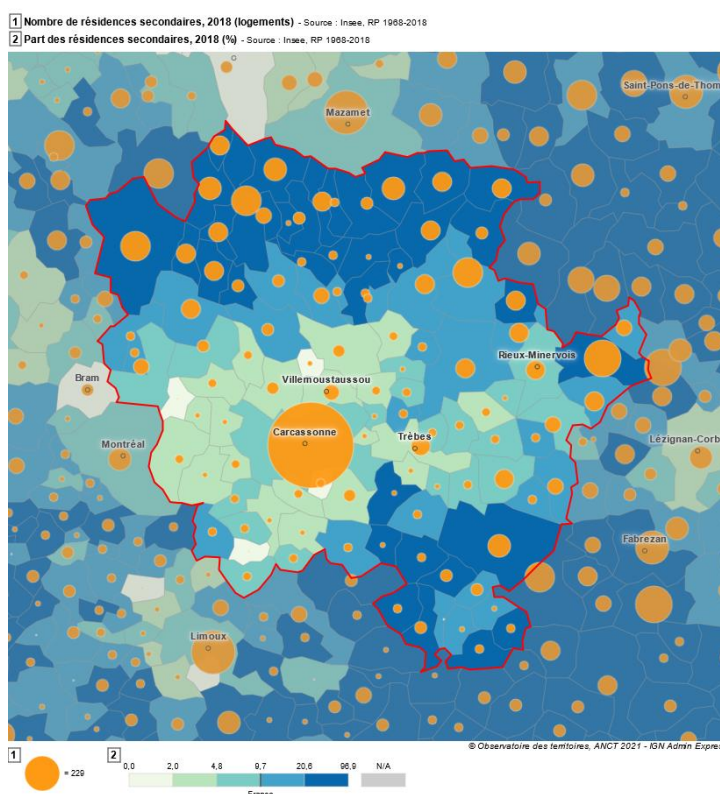 1 Nombre de résidences secondaires, 2018 (logements) - Source : Insee, RP 1968-2018
2 Part des résidences secondaires, 2018 (%) - Source : Insee, RP 1968-2018
Saint-Pons-de-Thom
Mazamet
Rieux-Minervois
Bram
Villemoustaussou
Carcassonne
Trèbes
Montréal
Lézignan-Corb
Fabrezan
Limoux
© Observatoire des territoires, ANCT 2021 - IGN Admin Expres
1
= 229
2
0,0 2,0 4,8 9,7 20,6 96,9 N/A
France